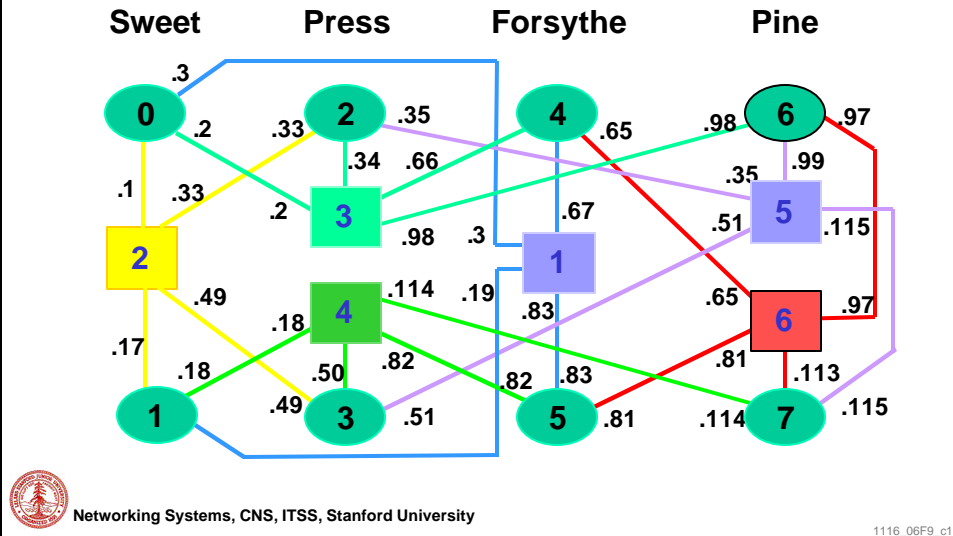 Sweet Press Forsythe Pine
.3
0 2 4 6
.2 .33 .35 .65 .98 .97
.34 .66 .99
.1 .33 .35
.2 3 .67 5
.98 .3 .51 .115
2 1
.49 .114 .19 .65 .97
.18 4 .83 6
.17 .82 .81
.18 .50 .82 .83 .113
.49 .51 .81 .114 .115
1 3 5 7
Networking Systems, CNS, ITSS, Stanford University
1116_06F9_c1